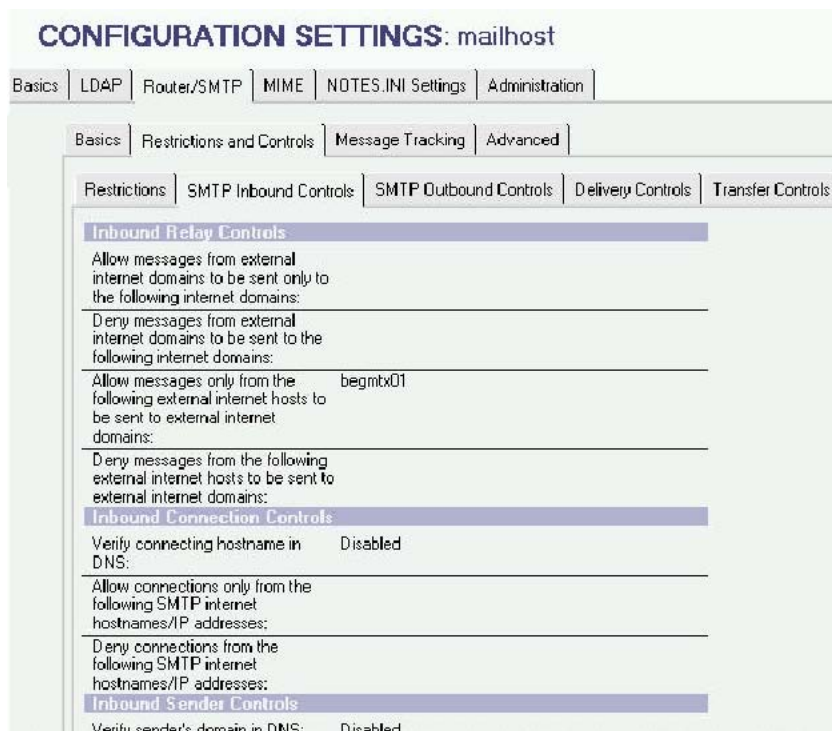 CONFIGURATION SETTINGS: mailhost
Basics LDAP Router/SMTP MIME NOTES.INI Settings Administration
Basics Restrictions and Controls Message Tracking Advanced
Restrictions SMTP Inbound Controls SMTP Outbound Controls Delivery Controls Transfer Controls
Inbound Relay Controls
Allow messages from external
internet domains to be sent only to
the following internet domains:
Deny messages from external
internet domains to be sent to the
following internet domains:
Allow messages only from the begmtx01
following external internet hosts to
be sent to external internet
domains:
Deny messages from the following
external internet hosts to be sent to
external internet domains:
Inbound Connection Controls
Verify connecting hostname in Disabled
DNS:
Allow connections only from the
following SMTP internet
hostnames/IP addresses:
Deny connections from the
following SMTP internet
hostnames/IP addresses:
Inbound Sender Controls
Verify sender's domain in DNS: Disabled